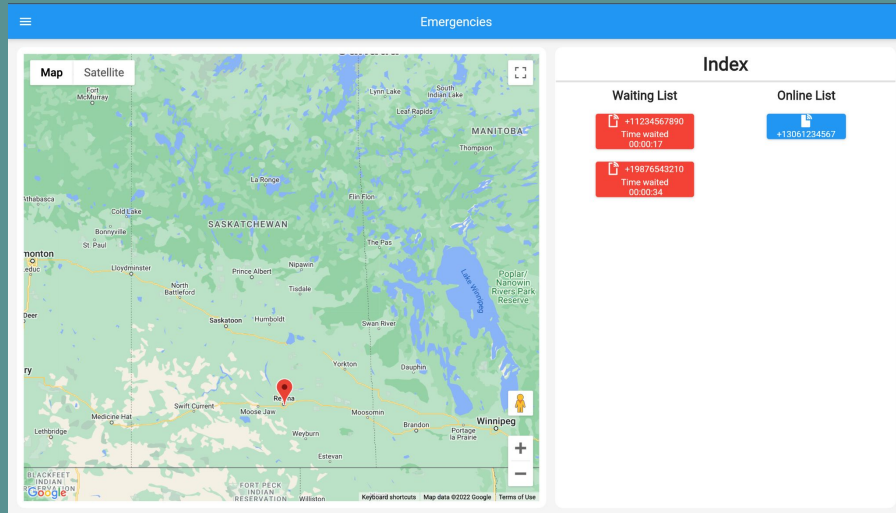 Emergencies
Map
Satellite
Fort
McMurray
Lynn Lake
South
Indian Lake
Leaf Rapids
MANITOBA
Thompson
La Ronge
Flin Flon
Athabasca
Cold Lake
Bonnyville
St. Paul
SASKATCHEWAN
The Pas
monton
Lloydminster
North
Battleford
Prince Albert
Nipawin
Tisdale
Lake Winnipeg
Poplar/
Nanowin
Rivers Park
Reserve
Deer
Saskatoon
Humboldt
Swan River
ry
Yorkton
Dauphin
Medicine Hat
Swift Current
Moose Jaw
Moosomin
Lethbridge
Weyburn
Brandon
Portage
la Prairie
Winnipeg
Estevan
BLACKFEET
INDIAN
FORT PECK
INDIAN
RESERVATION
Williston
Google
Keyboard shortcuts
Map data ©2022 Google
Terms of Use
Index
Waiting List
+11234567890
Time waited
00:00:17
+19876543210
Time waited
00:00:34
Online List
+13061234567